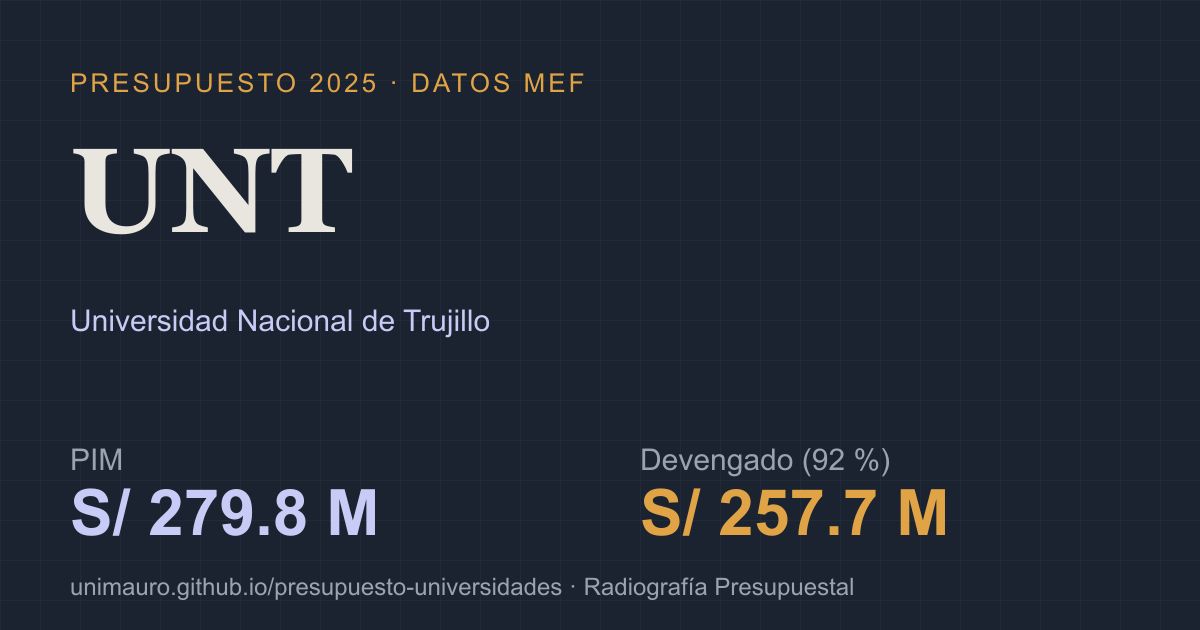 PRESUPUESTO 2025 · DATOS MEF
UNT
Universidad Nacional de Trujillo
PIM
S/ 279.8 M
Devengado (92 %)
S/ 257.7 M
unimauro.github.io/presupuesto-universidades · Radiografía Presupuestal